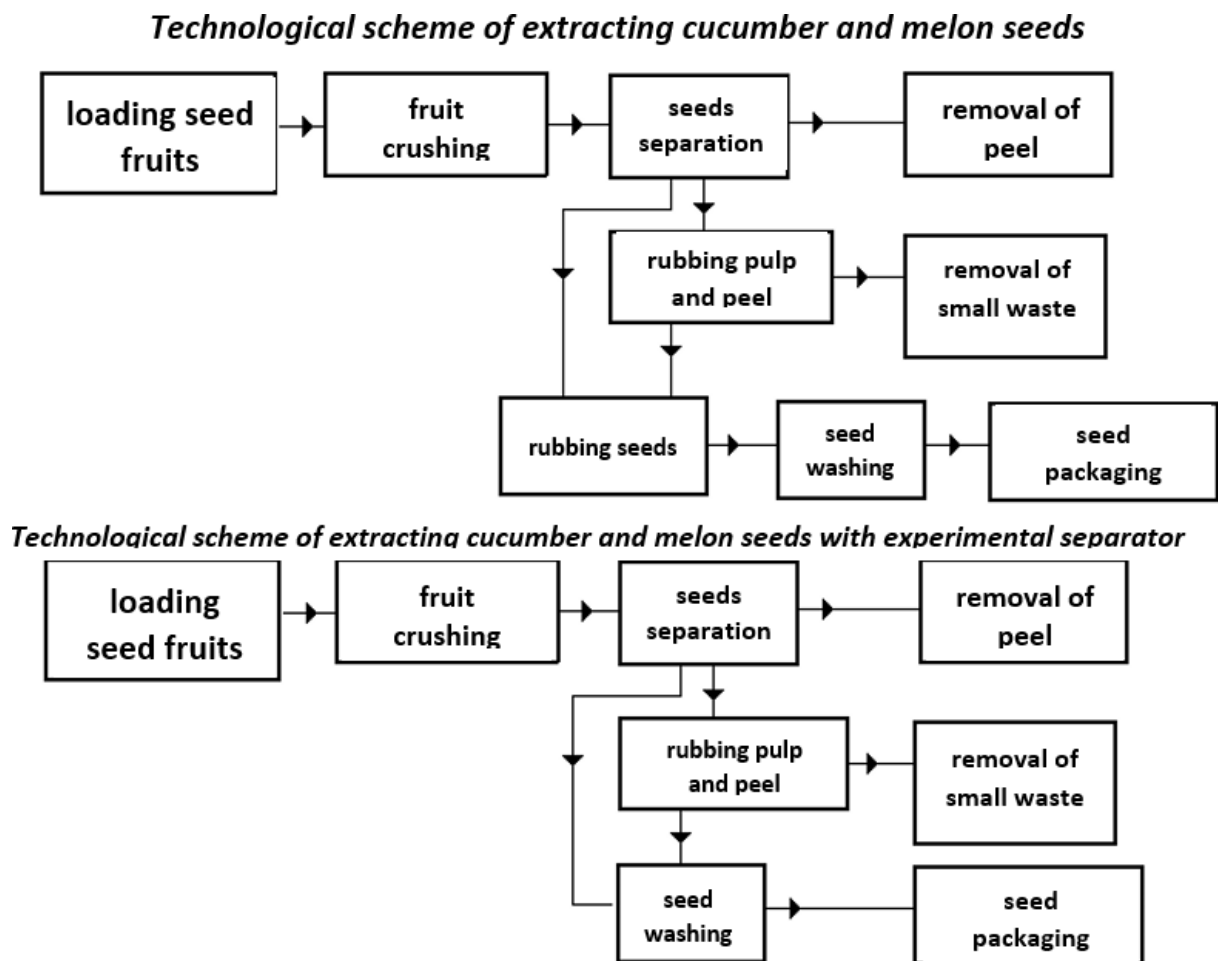 Technological scheme of extracting cucumber and melon seeds
loading seed
fruits
fruit
crushing
seeds
separation
removal of
peel
rubbing pulp
and peel
removal of
small waste
rubbing seeds
seed
washing
seed
packaging
Technological scheme of extracting cucumber and melon seeds with experimental separator
loading
seed fruits
fruit
crushing
seeds
separation
removal of
peel
rubbing pulp
and peel
removal of
small waste
seed
washing
seed
packaging